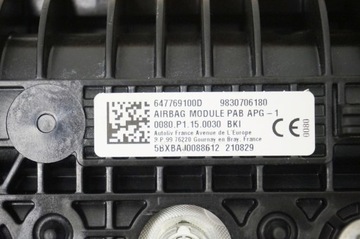 647769100D 9830706180
AIRBAG MODULE PAB APG - 1
0080.P1.15.0030 BKI
Autoliv France Avenue de L Europe
P.P. 99 76220 Gournay en Bray, France
5BXBAJ0088612 210829
CE
0080